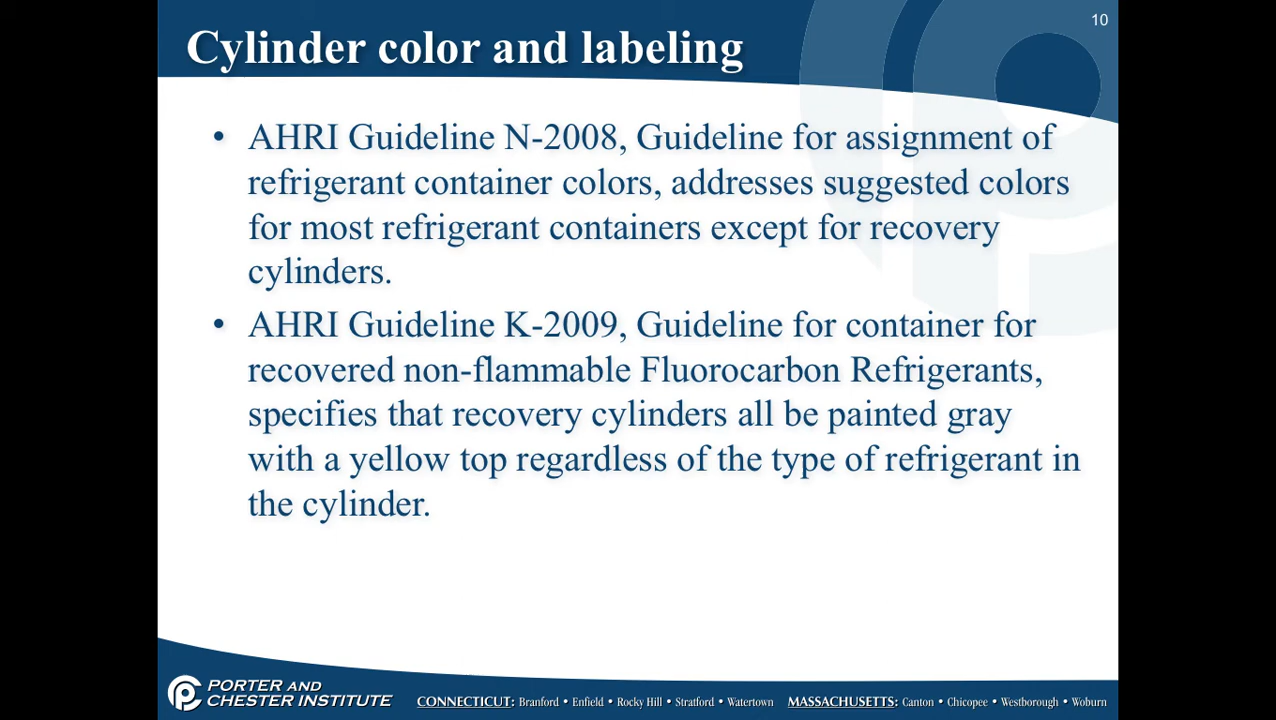 10
Cylinder color and labeling
• AHRI Guideline N-2008, Guideline for assignment of
refrigerant container colors, addresses suggested colors
for most refrigerant containers except for recovery
cylinders.
• AHRI Guideline K-2009, Guideline for container for
recovered non-flammable Fluorocarbon Refrigerants,
specifies that recovery cylinders all be painted gray
with a yellow top regardless of the type of refrigerant in
the cylinder.
PORTER AND
CHESTER INSTITUTE
CONNECTICUT: Branford • Enfield • Rocky Hill • Stratford • Watertown MASSACHUSETTS: Canton • Chicopee • Westborough • Woburn